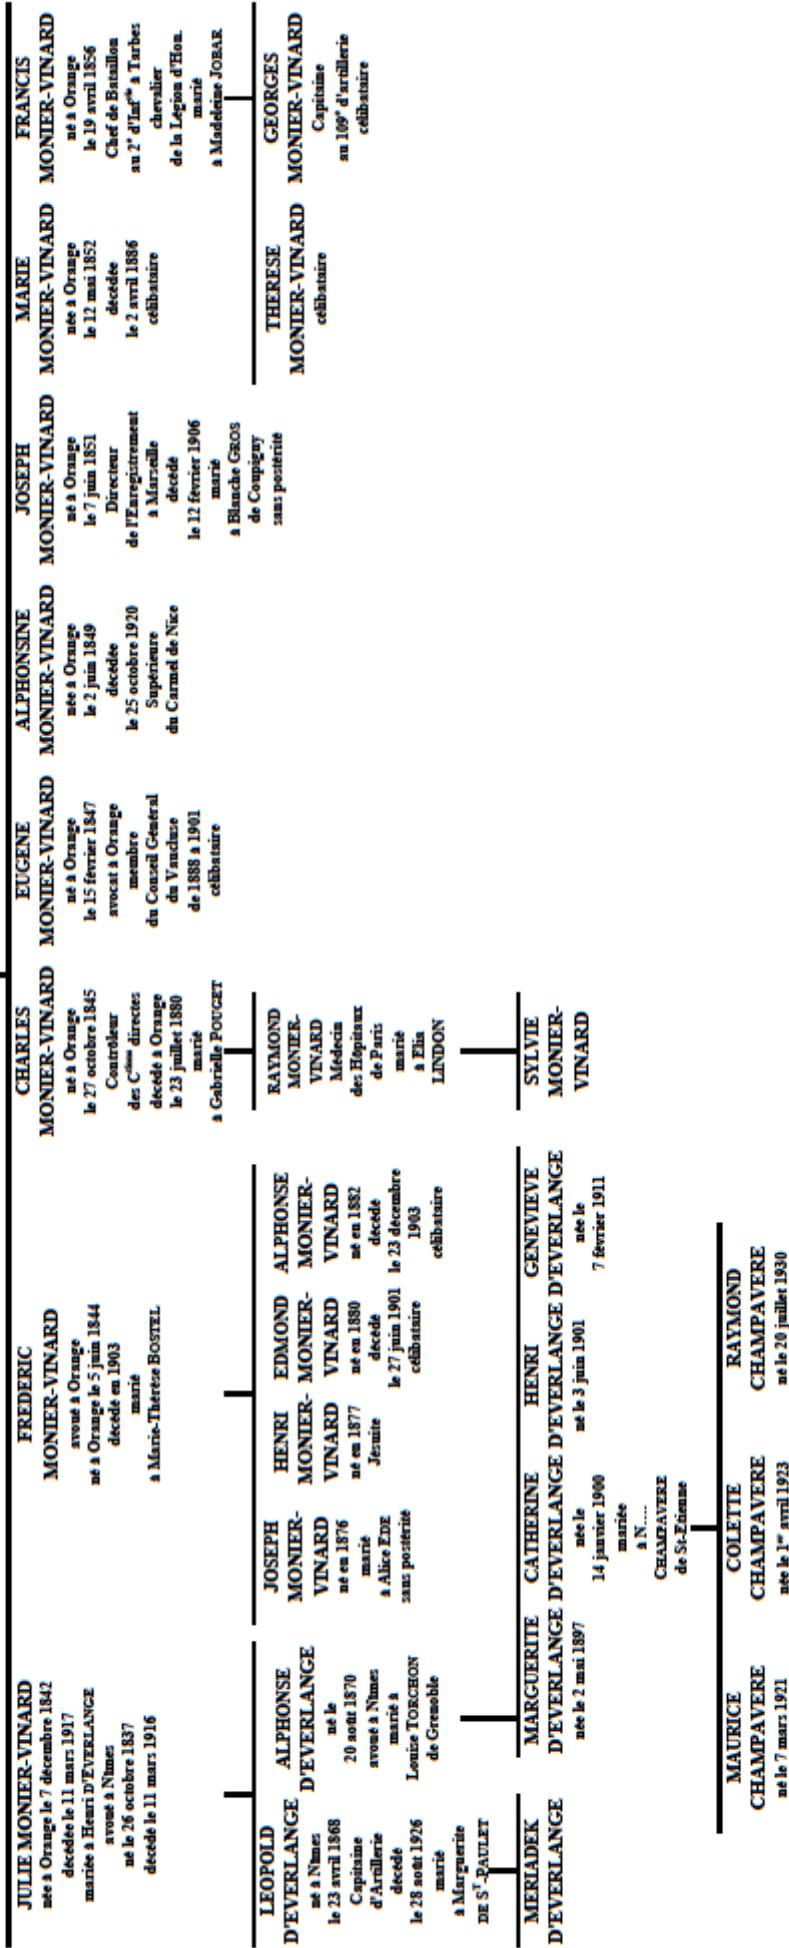 JULIE MONIER-VINARD
née à Orange le 7 décembre 1842
décédée le 11 mars 1917
mariée à Henri D'EVERLANGE
avoué à Nîmes
né le 26 octobre 1837
décédé le 11 mars 1916
FREDERIC
MONIER-VINARD
avoué à Orange
né à Orange le 5 juin 1844
décédé en 1903
marié
à Marie-Thérèse BOSTEL
CHARLES
MONIER-VINARD
né à Orange
le 27 octobre 1845
Controleur
des C^tions directes
décédé à Orange
le 23 juillet 1880
marié
à Gabrielle POUGET
EUGENE
MONIER-VINARD
né à Orange
le 15 février 1847
avocat à Orange
membre
du Conseil Général
du Vaucluse
de 1888 à 1901
célibataire
ALPHONSINE
MONIER-VINARD
née à Orange
le 2 juin 1849
décédée
le 25 octobre 1920
Supérieure
du Carmel de Nice
JOSEPH
MONIER-VINARD
né à Orange
le 7 juin 1851
Directeur
de l'Enregistrement
à Marseille
décédé
le 12 février 1906
marié
à Blanche GROS
de Coupigny
sans postérité
MARIE
MONIER-VINARD
née à Orange
le 12 mai 1852
décédée
le 2 avril 1886
célibataire
FRANCIS
MONIER-VINARD
né à Orange
le 19 avril 1856
Chef de Bataillon
au 2^e d'Inf^rie à Tarbes
chevalier
de la Légion d'Hon.
marié
à Madeleine JOBAR
LEOPOLD
D'EVERLANGE
né à Nîmes
le 23 avril 1868
Capitaine
d'Artillerie
décédé
le 28 août 1926
marié
à Marguerite
DE S^T-PAULET
ALPHONSE
D'EVERLANGE
né le
20 août 1870
avoué à Nîmes
marié à
Louise TORCHON
de Grenoble
JOSEPH
MONIER-
VINARD
né en 1876
marié
à Alice EDE
sans postérité
HENRI
MONIER-
VINARD
né en 1877
Jésuite
EDMOND
MONIER-
VINARD
né en 1880
décédé
le 27 juin 1901
célibataire
ALPHONSE
MONIER-
VINARD
né en 1882
décédé
le 23 décembre
1903
célibataire
RAYMOND
MONIER-
VINARD
Médecin
des Hôpitaux
de Paris
marié
à Elia
LINDON
THERESE
MONIER-VINARD
célibataire
GEORGES
MONIER-VINARD
Capitaine
au 109^e d'artillerie
célibataire
MERIADEK
D'EVERLANGE
MARGUERITE
D'EVERLANGE
née le 2 mai 1897
CATHERINE
D'EVERLANGE
née le
14 janvier 1900
mariée
à N....
CHAMPAVERE
de St-Etienne
HENRI
D'EVERLANGE
né le 3 juin 1901
GENEVIEVE
D'EVERLANGE
née le
7 février 1911
SYLVIE
MONIER-
VINARD
MAURICE
CHAMPAVERE
né le 7 mars 1921
COLETTE
CHAMPAVERE
née le 1^er avril 1923
RAYMOND
CHAMPAVERE
né le 20 juillet 1930